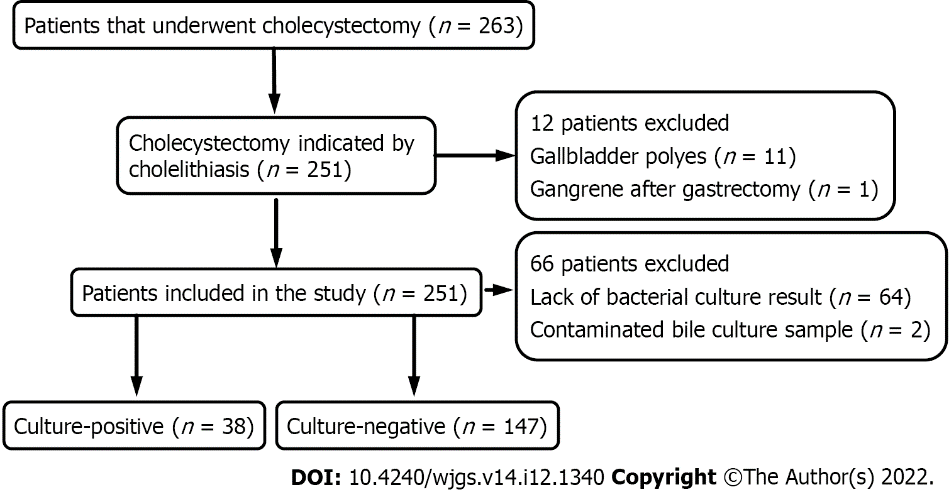 Patients that underwent cholecystectomy (n = 263)
Cholecystectomy indicated by
cholelithiasis (n = 251)
12 patients excluded
Gallbladder polyes (n = 11)
Gangrene after gastrectomy (n = 1)
Patients included in the study (n = 251)
66 patients excluded
Lack of bacterial culture result (n = 64)
Contaminated bile culture sample (n = 2)
Culture-positive (n = 38)
Culture-negative (n = 147)
DOI: 10.4240/wjgs.v14.i12.1340 Copyright ©The Author(s) 2022.